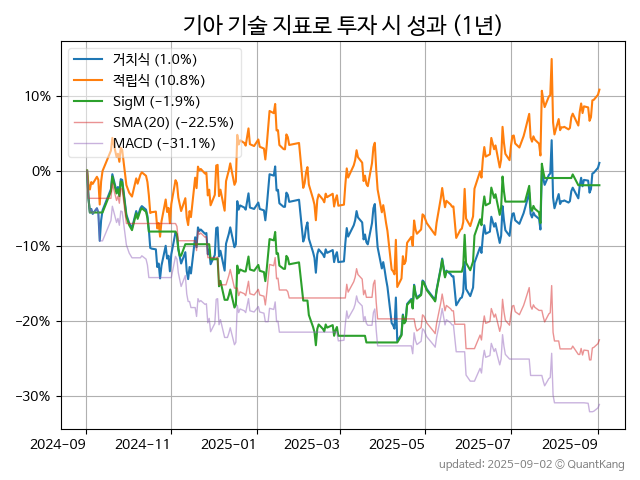 기아 기술 지표로 투자 시 성과 (1년)
거치식 (1.0%)
적립식 (10.8%)
SigM (−1.9%)
SMA(20) (−22.5%)
MACD (−31.1%)
10%
0%
−10%
−20%
−30%
2024-09 2024-11 2025-01 2025-03 2025-05 2025-07 2025-09
updated: 2025-09-02 © QuantKang